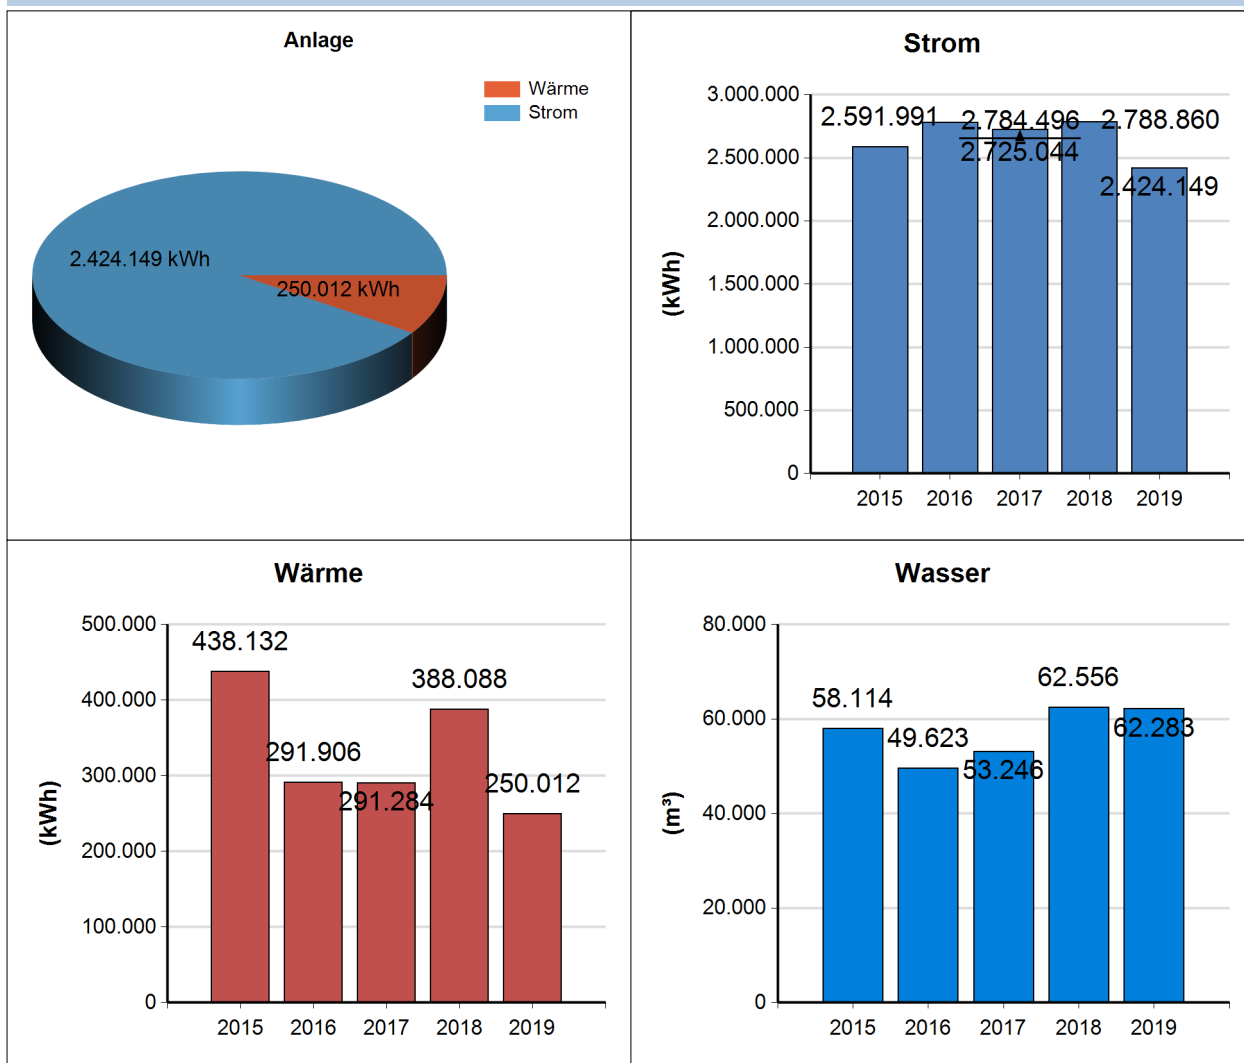 Anlage
Wärme
Strom
2.424.149 kWh
250.012 kWh
Strom
3.000.000
2.500.000
2.000.000
1.500.000
1.000.000
500.000
0
(kWh)
2.591.991
2.784.496
2.788.860
2.725.044
2.424.149
2015 2016 2017 2018 2019
Wärme
500.000
400.000
300.000
200.000
100.000
0
(kWh)
438.132
388.088
291.906
250.012
291.284
2015 2016 2017 2018 2019
Wasser
80.000
60.000
40.000
20.000
0
(m³)
62.556
58.114
62.283
49.623
53.246
2015 2016 2017 2018 2019